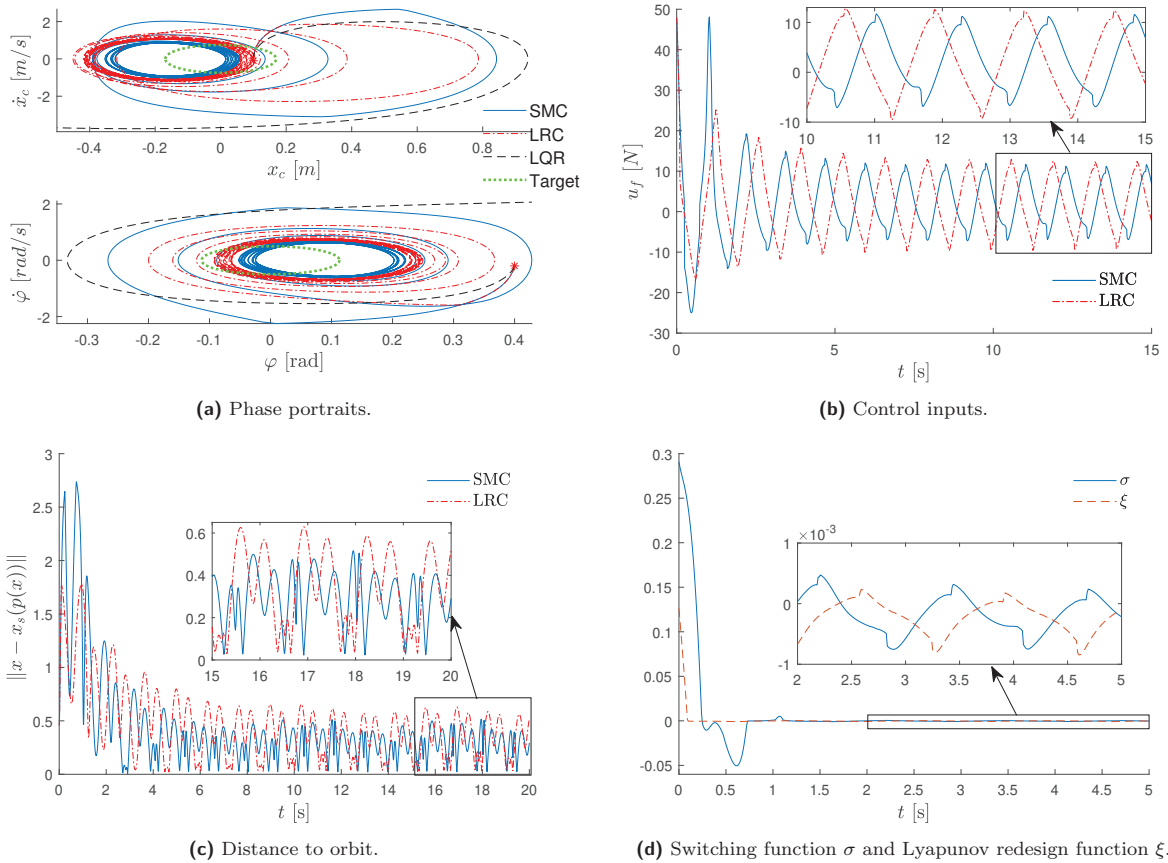 2
0
-2
ẋ_c [m/s]
-0.4 -0.2 0 0.2 0.4 0.6 0.8
x_c [m]
SMC
LRC
LQR
Target
2
0
-2
φ̇ [rad/s]
-0.3 -0.2 -0.1 0 0.1 0.2 0.3 0.4
φ [rad]
(a) Phase portraits.
50
40
30
20
10
0
-10
-20
-30
u_f [N]
10
0
-10
10 11 12 13 14 15
SMC
LRC
0 5 10 15
t [s]
(b) Control inputs.
3
2.5
2
1.5
1
0.5
0
||x − x_s(p(x))||
SMC
LRC
0.6
0.4
0.2
0
15 16 17 18 19 20
0 2 4 6 8 10 12 14 16 18 20
t [s]
(c) Distance to orbit.
0.3
0.25
0.2
0.15
0.1
0.05
0
-0.05
σ
ξ
×10⁻³
1
0
-1
2 2.5 3 3.5 4 4.5 5
0 0.5 1 1.5 2 2.5 3 3.5 4 4.5 5
t [s]
(d) Switching function σ and Lyapunov redesign function ξ.